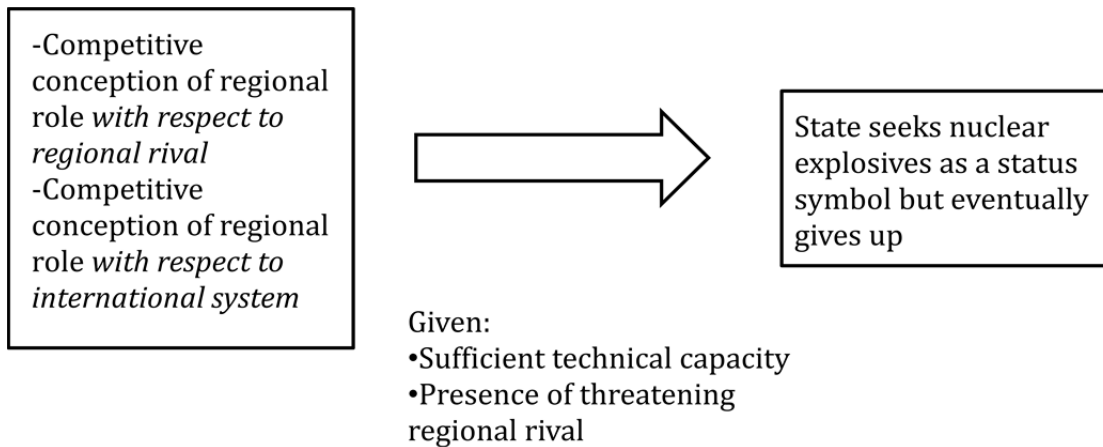 -Competitive
conception of regional
role with respect to
regional rival
-Competitive
conception of regional
role with respect to
international system
State seeks nuclear
explosives as a status
symbol but eventually
gives up
Given:
•Sufficient technical capacity
•Presence of threatening
regional rival